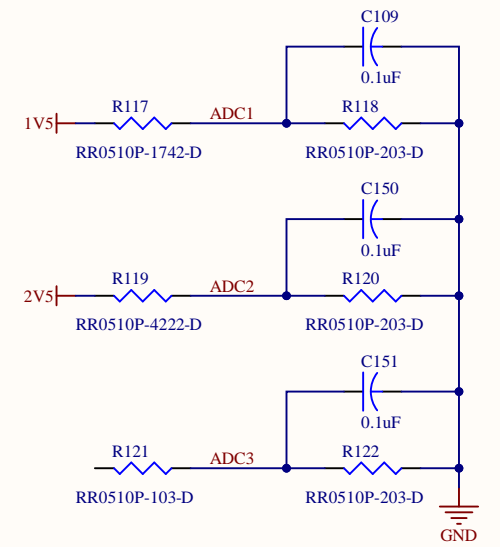 C109
0.1uF
R117
R118
1V5
ADC1
RR0510P-1742-D
RR0510P-203-D
C150
0.1uF
R119
R120
2V5
ADC2
RR0510P-4222-D
RR0510P-203-D
C151
0.1uF
R121
R122
ADC3
RR0510P-103-D
RR0510P-203-D
GND